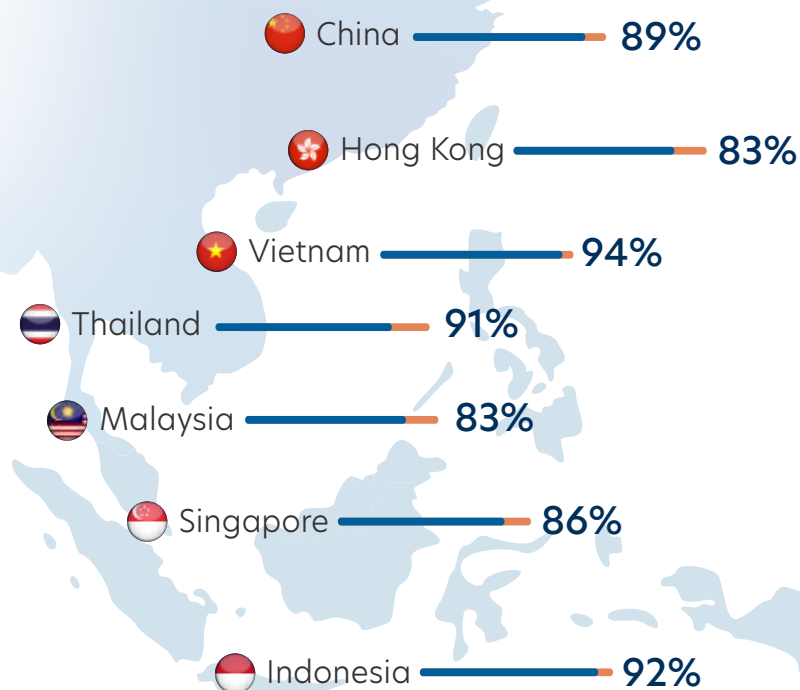 China 89%
Hong Kong 83%
Vietnam 94%
Thailand 91%
Malaysia 83%
Singapore 86%
Indonesia 92%